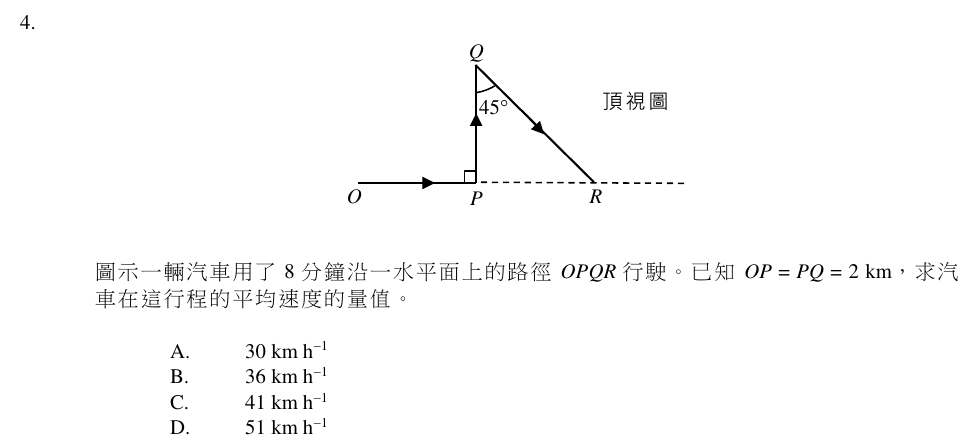 4.
Q
45°
頂視圖
O
P
R
圖示一輛汽車用了 8 分鐘沿一水平面上的路徑 OPQR 行駛。已知 OP = PQ = 2 km，求汽
車在這行程的平均速度的量值。
A. 30 km h⁻¹
B. 36 km h⁻¹
C. 41 km h⁻¹
D. 51 km h⁻¹